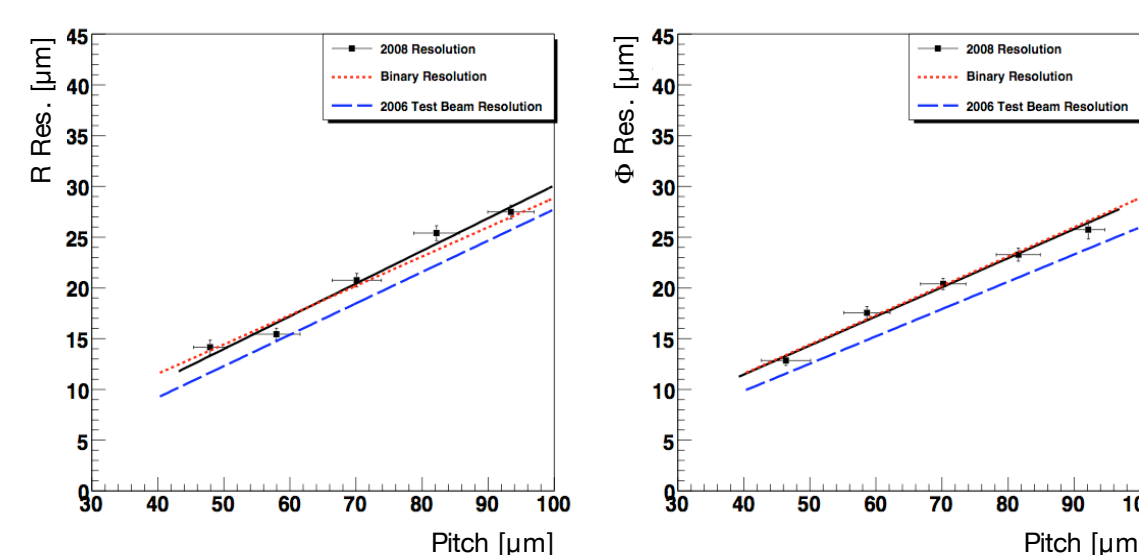 R Res. [μm]
45
40
35
30
25
20
15
10
5
0
30 40 50 60 70 80 90 100
Pitch [μm]
2008 Resolution
Binary Resolution
2006 Test Beam Resolution
Φ Res. [μm]
45
40
35
30
25
20
15
10
5
0
30 40 50 60 70 80 90 10
Pitch [μm
2008 Resolution
Binary Resolution
2006 Test Beam Resolution